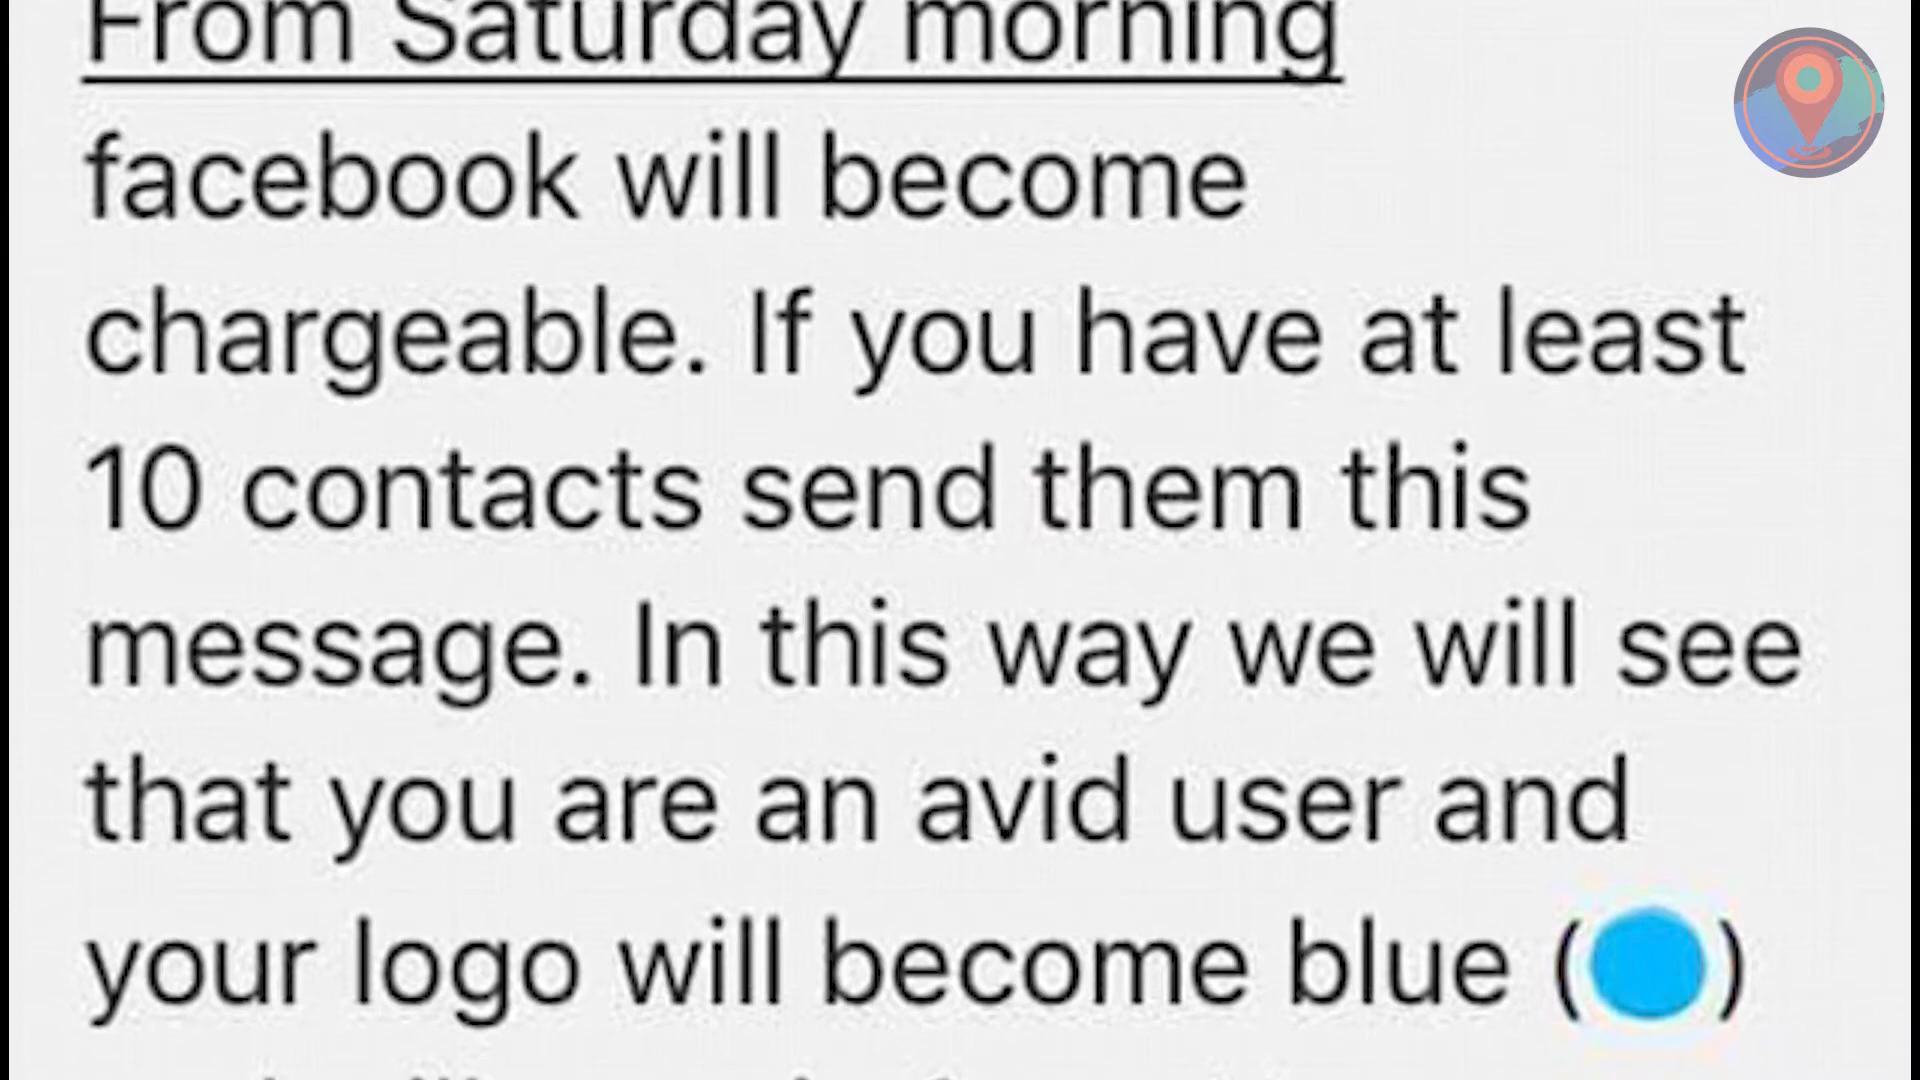 From Saturday morning
facebook will become
chargeable. If you have at least
10 contacts send them this
message. In this way we will see
that you are an avid user and
your logo will become blue (🔵)